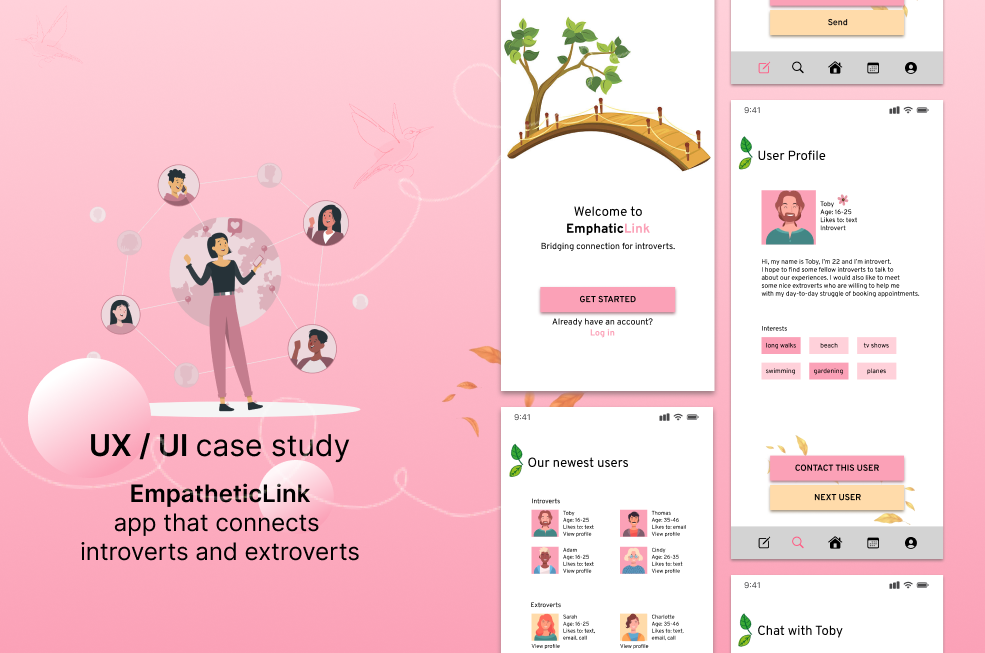 UX / UI case study
EmpatheticLink
app that connects
introverts and extroverts
Welcome to
EmphaticLink
Bridging connection for introverts.
GET STARTED
Already have an account?
Log in
9:41
Our newest users
Introverts
Toby
Age: 16-25
Likes to: text
View profile
Thomas
Age: 35-46
Likes to: email
View profile
Adam
Age: 16-25
Likes to: text
View profile
Cindy
Age: 26-35
Likes to: text
View profile
Extroverts
Sarah
Age: 16-25
Likes to: text,
email, call
View profile
Charlotte
Age: 35-46
Likes to: text,
email, call
View profile
Send
9:41
User Profile
Toby
Age: 16-25
Likes to: text
Introvert
Hi, my name is Toby, I'm 22 and I'm introvert.
I hope to find some fellow introverts to talk to
about our experiences. I would also like to meet
some nice extroverts who are willing to help me
with my day-to-day struggle of booking appointments.
Interests
long walks beach tv shows
swimming gardening planes
CONTACT THIS USER
NEXT USER
9:41
Chat with Toby